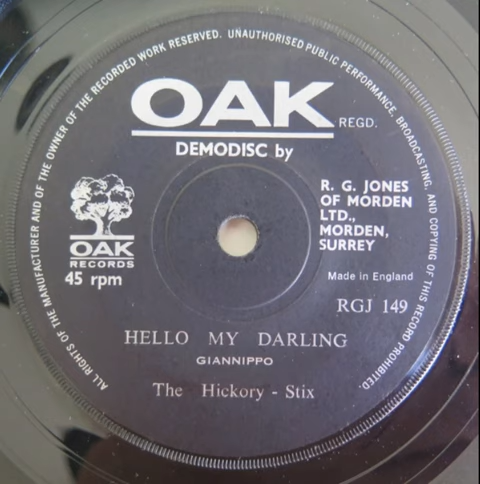 ALL RIGHTS OF THE MANUFACTURER AND OF THE OWNER OF THE RECORDED WORK RESERVED. UNAUTHORISED PUBLIC PERFORMANCE, BROADCASTING, AND COPYING OF THIS RECORD PROHIBITED.
OAK REGD.
DEMODISC by
R. G. JONES
OF MORDEN
LTD.,
MORDEN,
SURREY
OAK
RECORDS
45 rpm
Made in England
RGJ 149
HELLO MY DARLING
GIANNIPPO
The Hickory - Stix